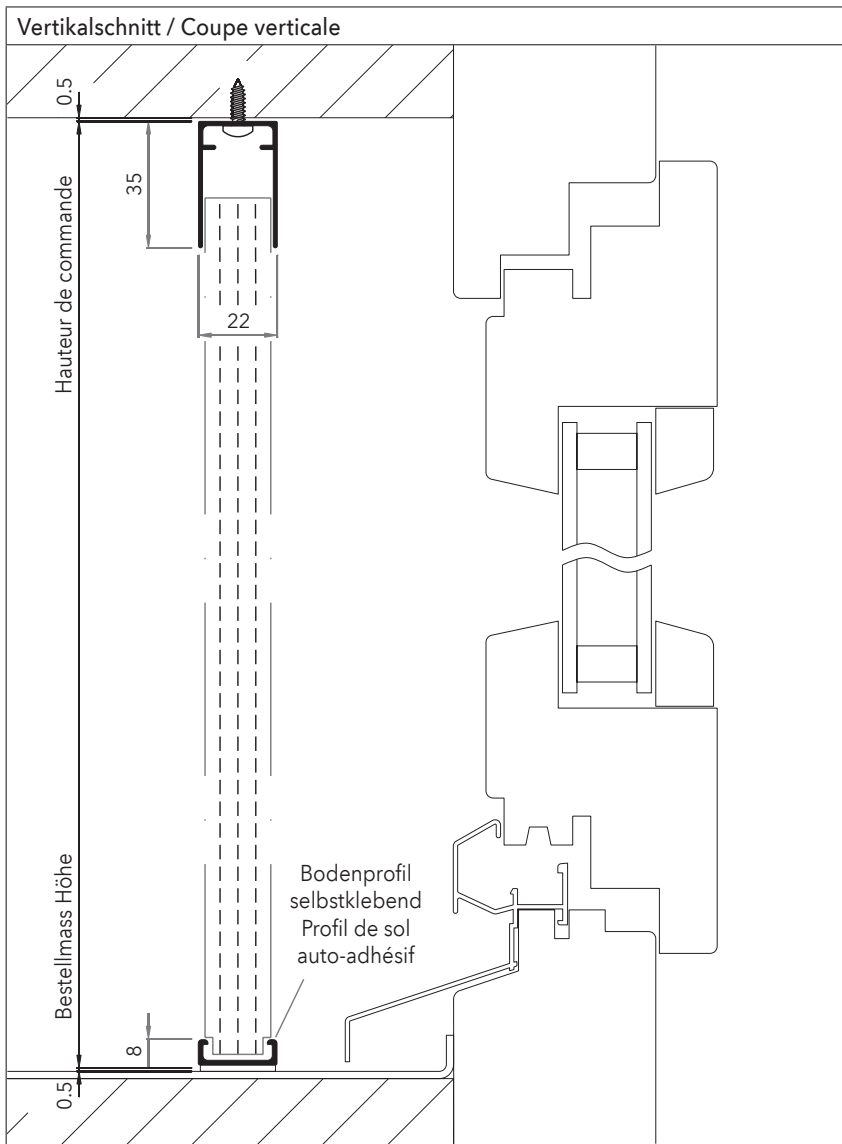 Vertikalschnitt / Coupe verticale
0.5
35
Hauteur de commande
22
Bodenprofil
selbstklebend
Profil de sol
auto-adhésif
Bestellmass Höhe
8
0.5